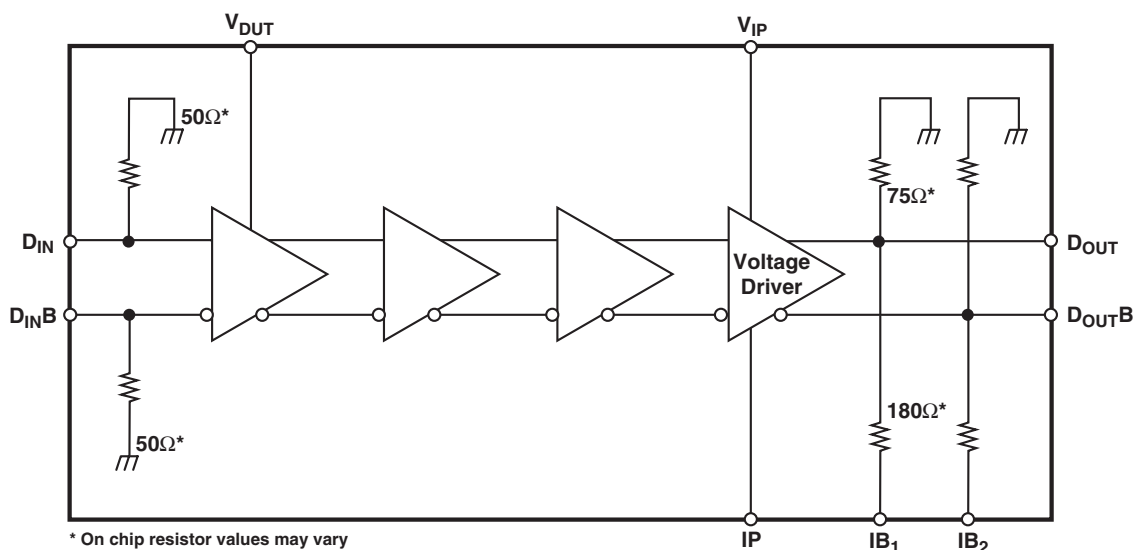 VDUT
VIP
50Ω*
75Ω*
DIN
DOUT
Voltage
Driver
DINB
DOUTB
180Ω*
50Ω*
* On chip resistor values may vary
IP
IB1
IB2